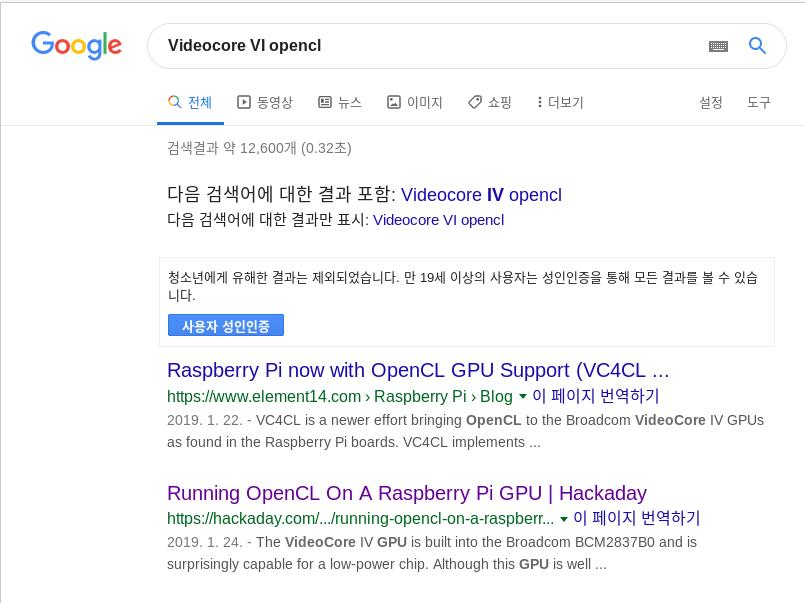 Google
Videocore VI opencl
전체 동영상 뉴스 이미지 쇼핑 더보기 설정 도구
검색결과 약 12,600개 (0.32초)
다음 검색어에 대한 결과 포함: Videocore IV opencl
다음 검색어에 대한 결과만 표시: Videocore VI opencl
청소년에게 유해한 결과는 제외되었습니다. 만 19세 이상의 사용자는 성인인증을 통해 모든 결과를 볼 수 있습
니다.
사용자 성인인증
Raspberry Pi now with OpenCL GPU Support (VC4CL ...
https://www.element14.com › Raspberry Pi › Blog ▼ 이 페이지 번역하기
2019. 1. 22. - VC4CL is a newer effort bringing OpenCL to the Broadcom VideoCore IV GPUs
as found in the Raspberry Pi boards. VC4CL implements ...
Running OpenCL On A Raspberry Pi GPU | Hackaday
https://hackaday.com/.../running-opencl-on-a-raspberr... ▼ 이 페이지 번역하기
2019. 1. 24. - The VideoCore IV GPU is built into the Broadcom BCM2837B0 and is
surprisingly capable for a low-power chip. Although this GPU is well ...